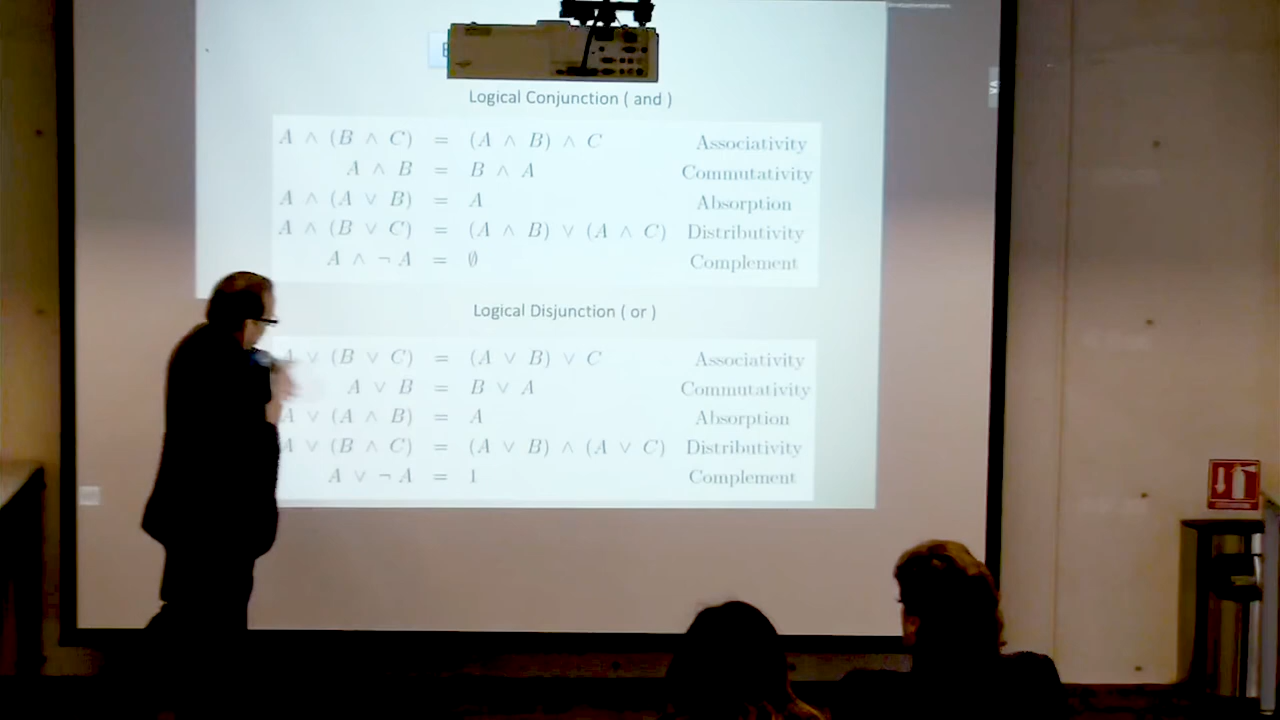 Logical Conjunction ( and )
A ∧ (B ∧ C) = (A ∧ B) ∧ C Associativity
A ∧ B = B ∧ A Commutativity
A ∧ (A ∨ B) = A Absorption
A ∧ (B ∨ C) = (A ∧ B) ∨ (A ∧ C) Distributivity
A ∧ ¬ A = ∅ Complement
Logical Disjunction ( or )
A ∨ (B ∨ C) = (A ∨ B) ∨ C Associativity
A ∨ B = B ∨ A Commutativity
A ∨ (A ∧ B) = A Absorption
A ∨ (B ∧ C) = (A ∨ B) ∧ (A ∨ C) Distributivity
A ∨ ¬ A = 1 Complement